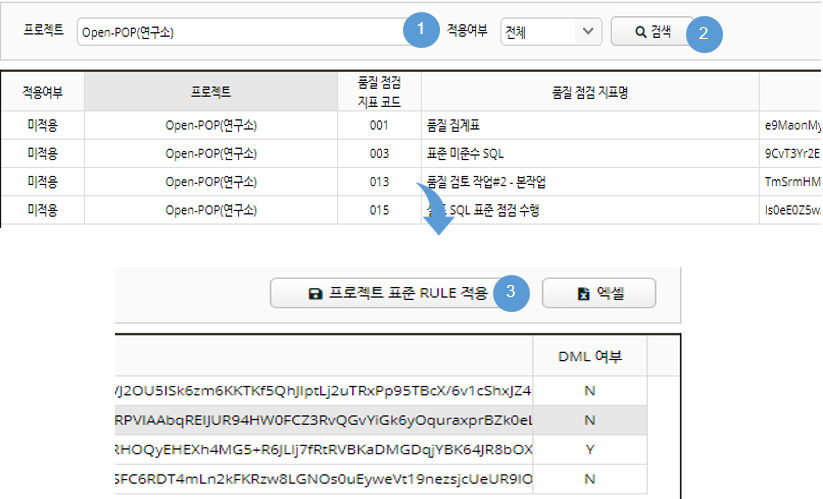 프로젝트 Open-POP(연구소) 1 적용여부 전체 검색 2
적용여부 프로젝트 품질 점검 지표 코드 품질 점검 지표명
미적용 Open-POP(연구소) 001 품질 집계표 e9MaonMy
미적용 Open-POP(연구소) 003 표준 미준수 SQL 9CvT3Yr2E
미적용 Open-POP(연구소) 013 품질 검토 작업#2 - 본작업 TmSrmHM
미적용 Open-POP(연구소) 015 SQL 표준 점검 수행 Is0eE0Z5w
프로젝트 표준 RULE 적용 3 엑셀
DML 여부
VJ2OU5ISk6zm6KKTKf5QhJIptLj2uTRxPp95TBcX/6v1cShxJZ4 N
RPVIAAbqREIJUR94HW0FCZ3RvQGvYiGk6yOquraxprBZk0eL N
RHOQyEHEXh4MG5+R6JLIj7fRtRVBKaDMGDqjYBK64JR8bOX Y
SFC6RDT4mLn2kFKRzw8LGNOs0uEyweVt19nezsjcUeUR9IO N